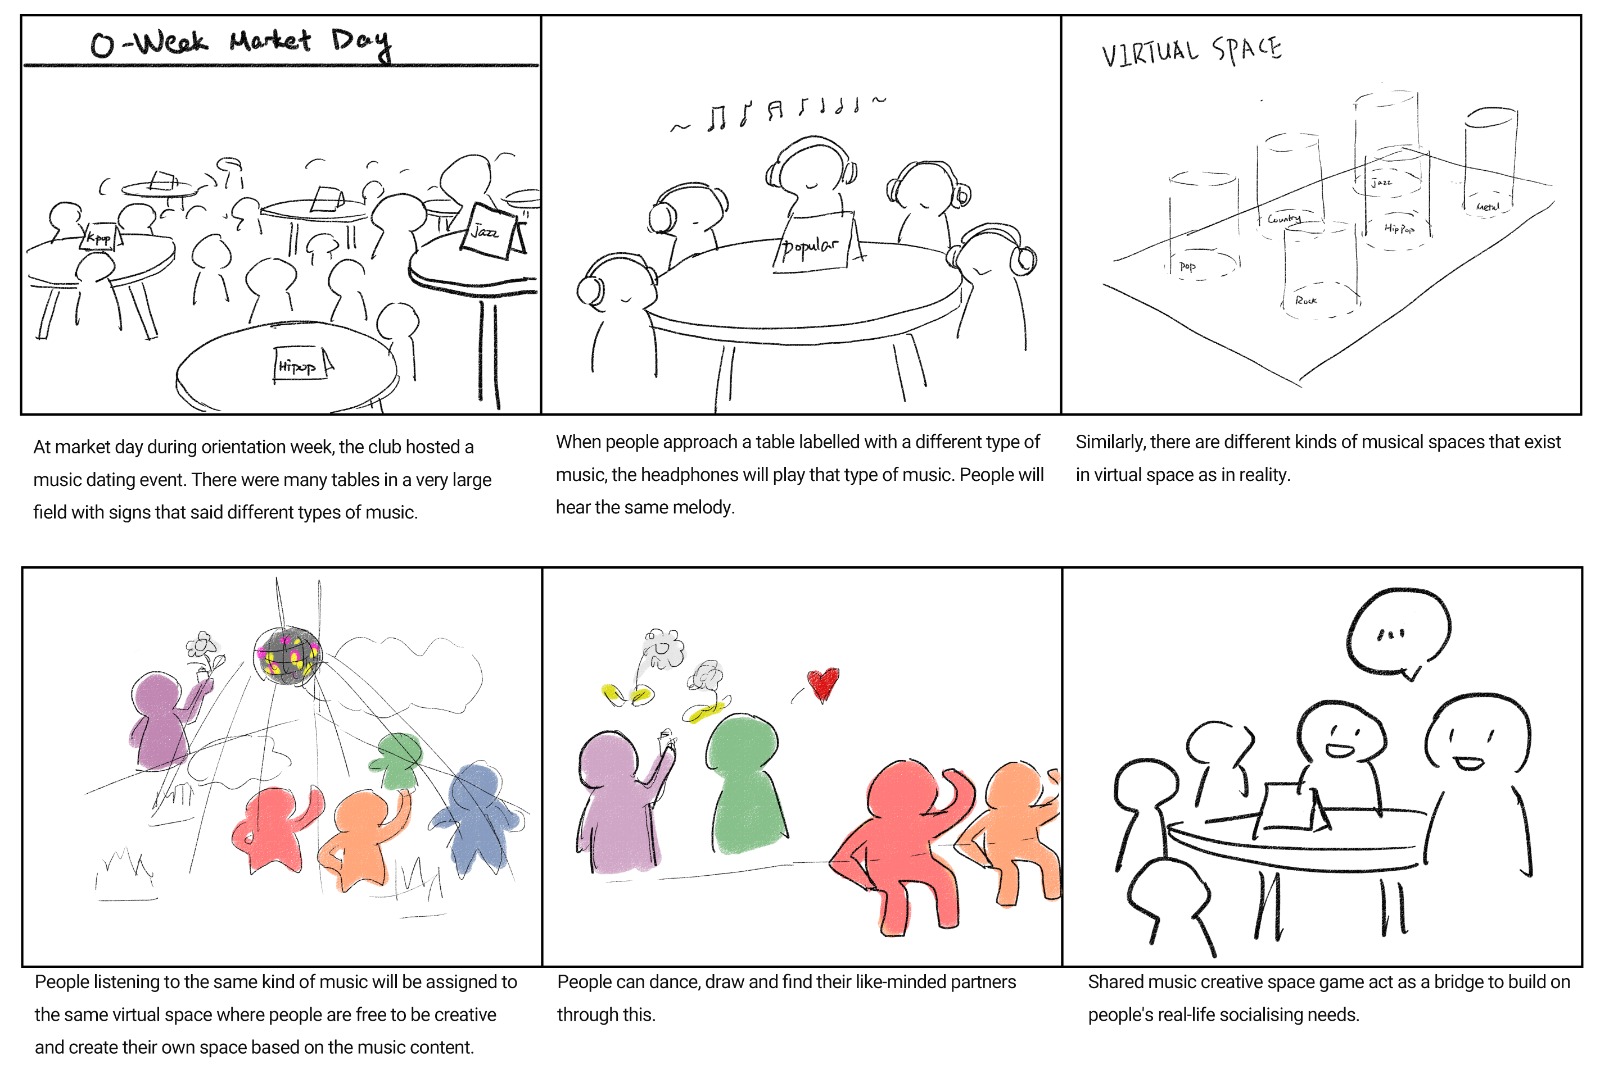 O-Week Market Day
Kpop
Jazz
Hipop
popular
VIRTUAL SPACE
Jazz
Country
Metal
HipPop
pop
Rock
At market day during orientation week, the club hosted a
music dating event. There were many tables in a very large
field with signs that said different types of music.
When people approach a table labelled with a different type of
music, the headphones will play that type of music. People will
hear the same melody.
Similarly, there are different kinds of musical spaces that exist
in virtual space as in reality.
...
People listening to the same kind of music will be assigned to
the same virtual space where people are free to be creative
and create their own space based on the music content.
People can dance, draw and find their like-minded partners
through this.
Shared music creative space game act as a bridge to build on
people's real-life socialising needs.